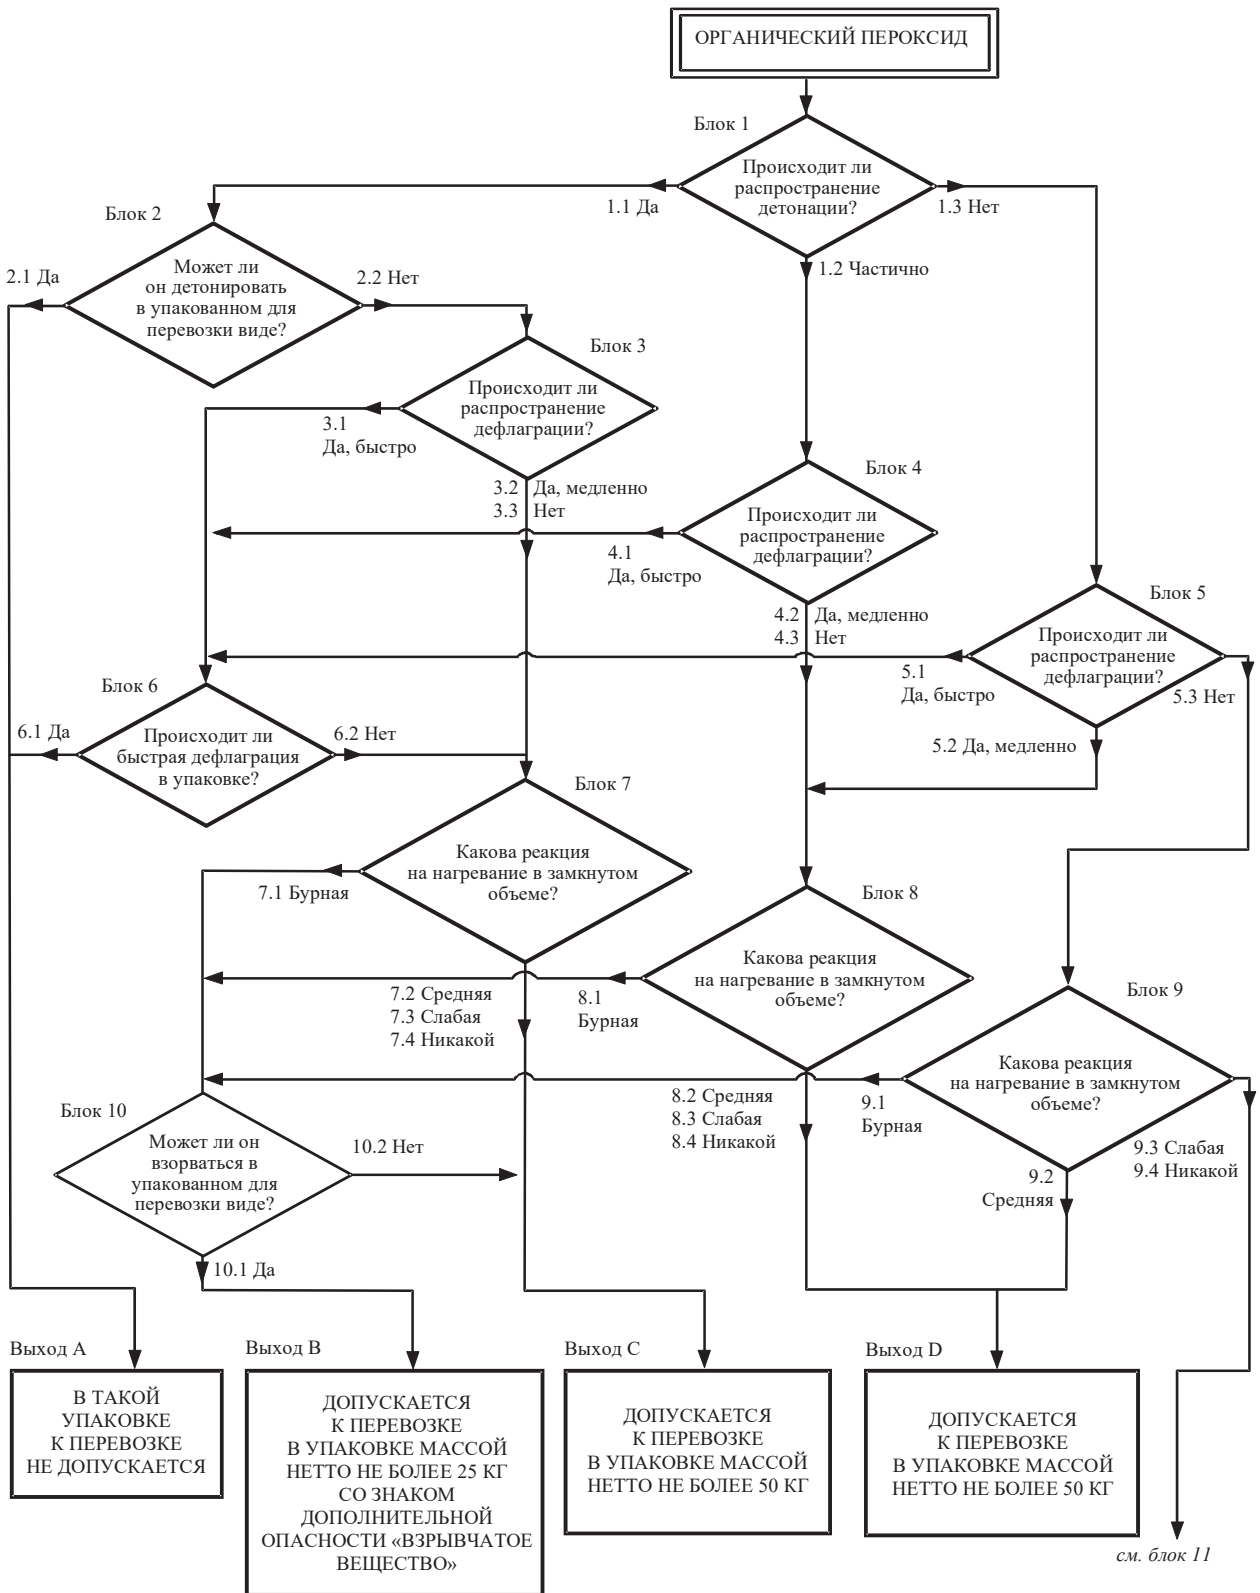 ОРГАНИЧЕСКИЙ ПЕРОКСИД
Блок 1
Происходит ли
распространение
детонации?
1.1 Да
1.3 Нет
1.2 Частично
Блок 2
2.1 Да
Может ли
он детонировать
в упакованном для
перевозки виде?
2.2 Нет
Блок 3
Происходит ли
распространение
дефлаграции?
3.1
Да, быстро
3.2 Да, медленно
3.3 Нет
Блок 4
Происходит ли
распространение
дефлаграции?
4.1
Да, быстро
4.2 Да, медленно
4.3 Нет
Блок 5
Происходит ли
распространение
дефлаграции?
5.1
Да, быстро
5.3 Нет
5.2 Да, медленно
Блок 6
6.1 Да
Происходит ли
быстрая дефлаграция
в упаковке?
6.2 Нет
Блок 7
Какова реакция
на нагревание в замкнутом
объеме?
7.1 Бурная
7.2 Средняя
7.3 Слабая
7.4 Никакой
Блок 8
Какова реакция
на нагревание в замкнутом
объеме?
8.1
Бурная
8.2 Средняя
8.3 Слабая
8.4 Никакой
Блок 9
Какова реакция
на нагревание в замкнутом
объеме?
9.1
Бурная
9.2
Средняя
9.3 Слабая
9.4 Никакой
Блок 10
Может ли он
взорваться в
упакованном для
перевозки виде?
10.2 Нет
10.1 Да
Выход A
В ТАКОЙ
УПАКОВКЕ
К ПЕРЕВОЗКЕ
НЕ ДОПУСКАЕТСЯ
Выход B
ДОПУСКАЕТСЯ
К ПЕРЕВОЗКЕ
В УПАКОВКЕ МАССОЙ
НЕТТО НЕ БОЛЕЕ 25 КГ
СО ЗНАКОМ
ДОПОЛНИТЕЛЬНОЙ
ОПАСНОСТИ «ВЗРЫВЧАТОЕ
ВЕЩЕСТВО»
Выход C
ДОПУСКАЕТСЯ
К ПЕРЕВОЗКЕ
В УПАКОВКЕ МАССОЙ
НЕТТО НЕ БОЛЕЕ 50 КГ
Выход D
ДОПУСКАЕТСЯ
К ПЕРЕВОЗКЕ
В УПАКОВКЕ МАССОЙ
НЕТТО НЕ БОЛЕЕ 50 КГ
см. блок 11